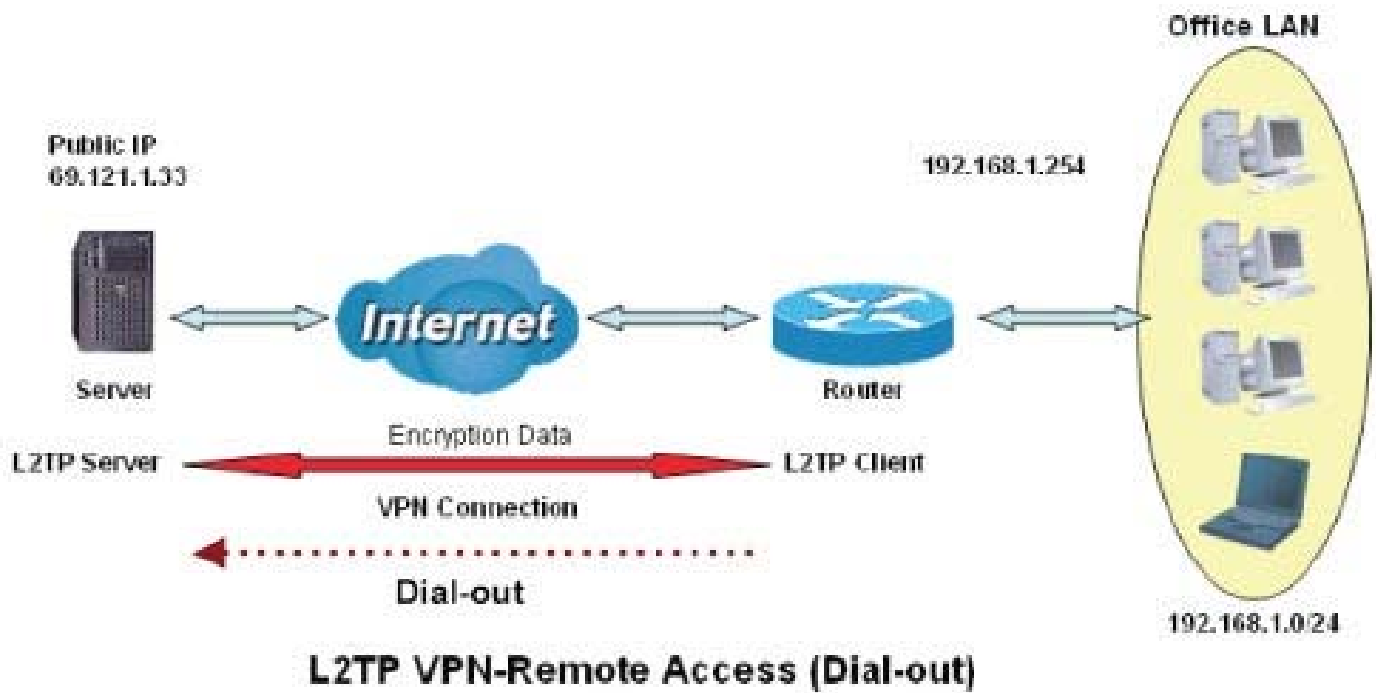 Office LAN
Public IP
69.121.1.33
192.168.1.254
Internet
Server
Router
Encryption Data
L2TP Server
L2TP Client
VPN Connection
Dial-out
192.168.1.0/24
L2TP VPN-Remote Access (Dial-out)